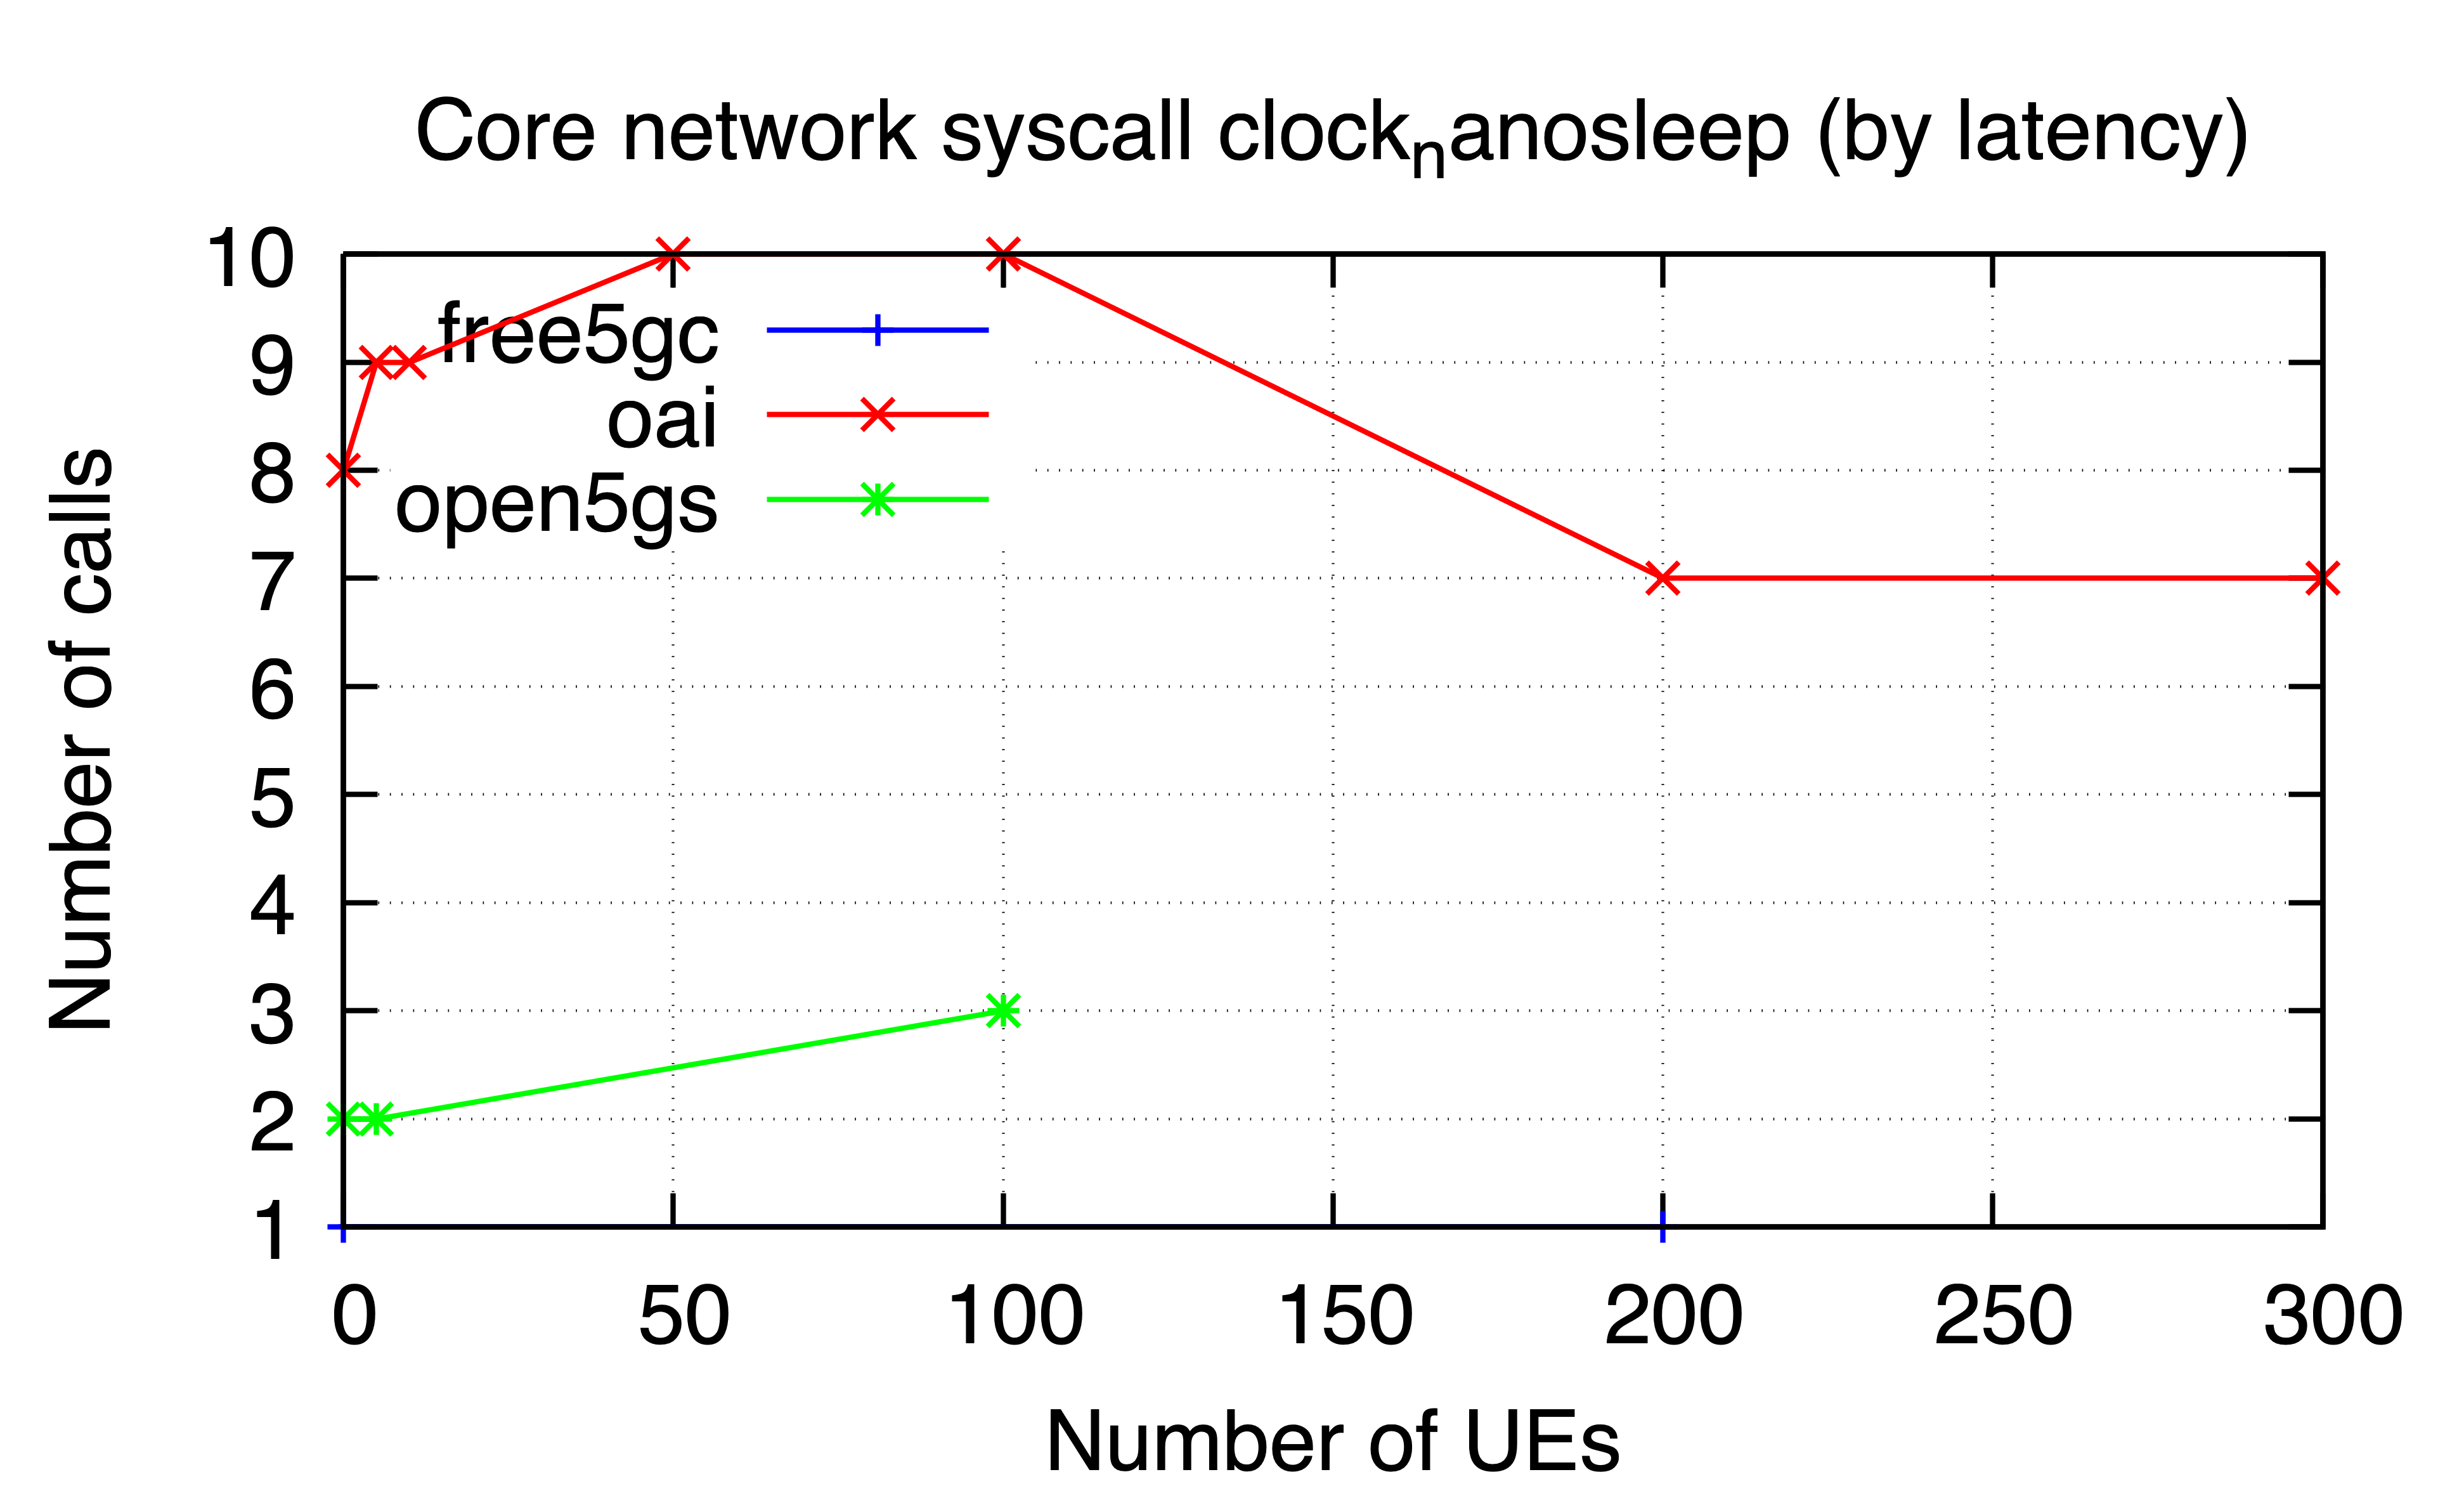 Core network syscall clockₙanosleep (by latency)
10
9
8
7
6
5
4
3
2
1
Number of calls
free5gc
oai
open5gs
0 50 100 150 200 250 300
Number of UEs